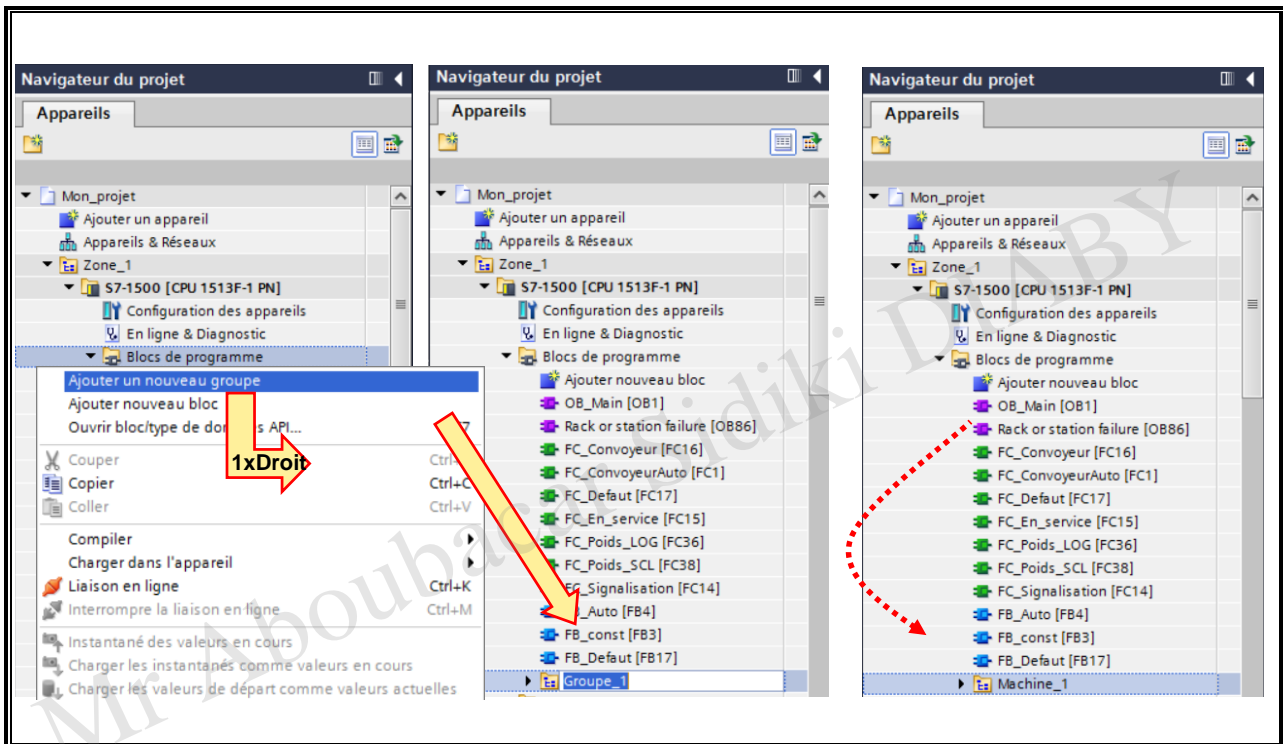 Navigateur du projet
Appareils
Mon_projet
Ajouter un appareil
Appareils & Réseaux
Zone_1
S7-1500 [CPU 1513F-1 PN]
Configuration des appareils
En ligne & Diagnostic
Blocs de programme
Ajouter un nouveau groupe
Ajouter nouveau bloc
Ouvrir bloc/type de données API... 7
Couper Ctrl+
Copier Ctrl+C
Coller Ctrl+V
Compiler
Charger dans l'appareil
Liaison en ligne Ctrl+K
Interrompre la liaison en ligne Ctrl+M
Instantané des valeurs en cours
Charger les instantanés comme valeurs en cours
Charger les valeurs de départ comme valeurs actuelles
1xDroit
Navigateur du projet
Appareils
Mon_projet
Ajouter un appareil
Appareils & Réseaux
Zone_1
S7-1500 [CPU 1513F-1 PN]
Configuration des appareils
En ligne & Diagnostic
Blocs de programme
Ajouter nouveau bloc
OB_Main [OB1]
Rack or station failure [OB86]
FC_Convoyeur [FC16]
FC_ConvoyeurAuto [FC1]
FC_Defaut [FC17]
FC_En_service [FC15]
FC_Poids_LOG [FC36]
FC_Poids_SCL [FC38]
FC_Signalisation [FC14]
FB_Auto [FB4]
FB_const [FB3]
FB_Defaut [FB17]
Groupe_1
Navigateur du projet
Appareils
Mon_projet
Ajouter un appareil
Appareils & Réseaux
Zone_1
S7-1500 [CPU 1513F-1 PN]
Configuration des appareils
En ligne & Diagnostic
Blocs de programme
Ajouter nouveau bloc
OB_Main [OB1]
Rack or station failure [OB86]
FC_Convoyeur [FC16]
FC_ConvoyeurAuto [FC1]
FC_Defaut [FC17]
FC_En_service [FC15]
FC_Poids_LOG [FC36]
FC_Poids_SCL [FC38]
FC_Signalisation [FC14]
FB_Auto [FB4]
FB_const [FB3]
FB_Defaut [FB17]
Machine_1
Mr Aboubacar Sidiki DIABY